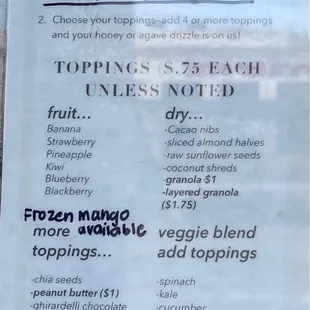 2. Choose your toppings–add 4 or more toppings
and your honey or agave drizzle is on us!
TOPPINGS ($.75 EACH)
UNLESS NOTED
fruit...
Banana
Strawberry
Pineapple
Kiwi
Blueberry
Blackberry
dry...
-Cacao nibs
-sliced almond halves
-raw sunflower seeds
-coconut shreds
-granola $1
-layered granola
($1.75)
Frozen mango
available
more
toppings...
-chia seeds
-peanut butter ($1)
-ghirardelli chocolate
veggie blend
add toppings
-spinach
-kale
-cucumber